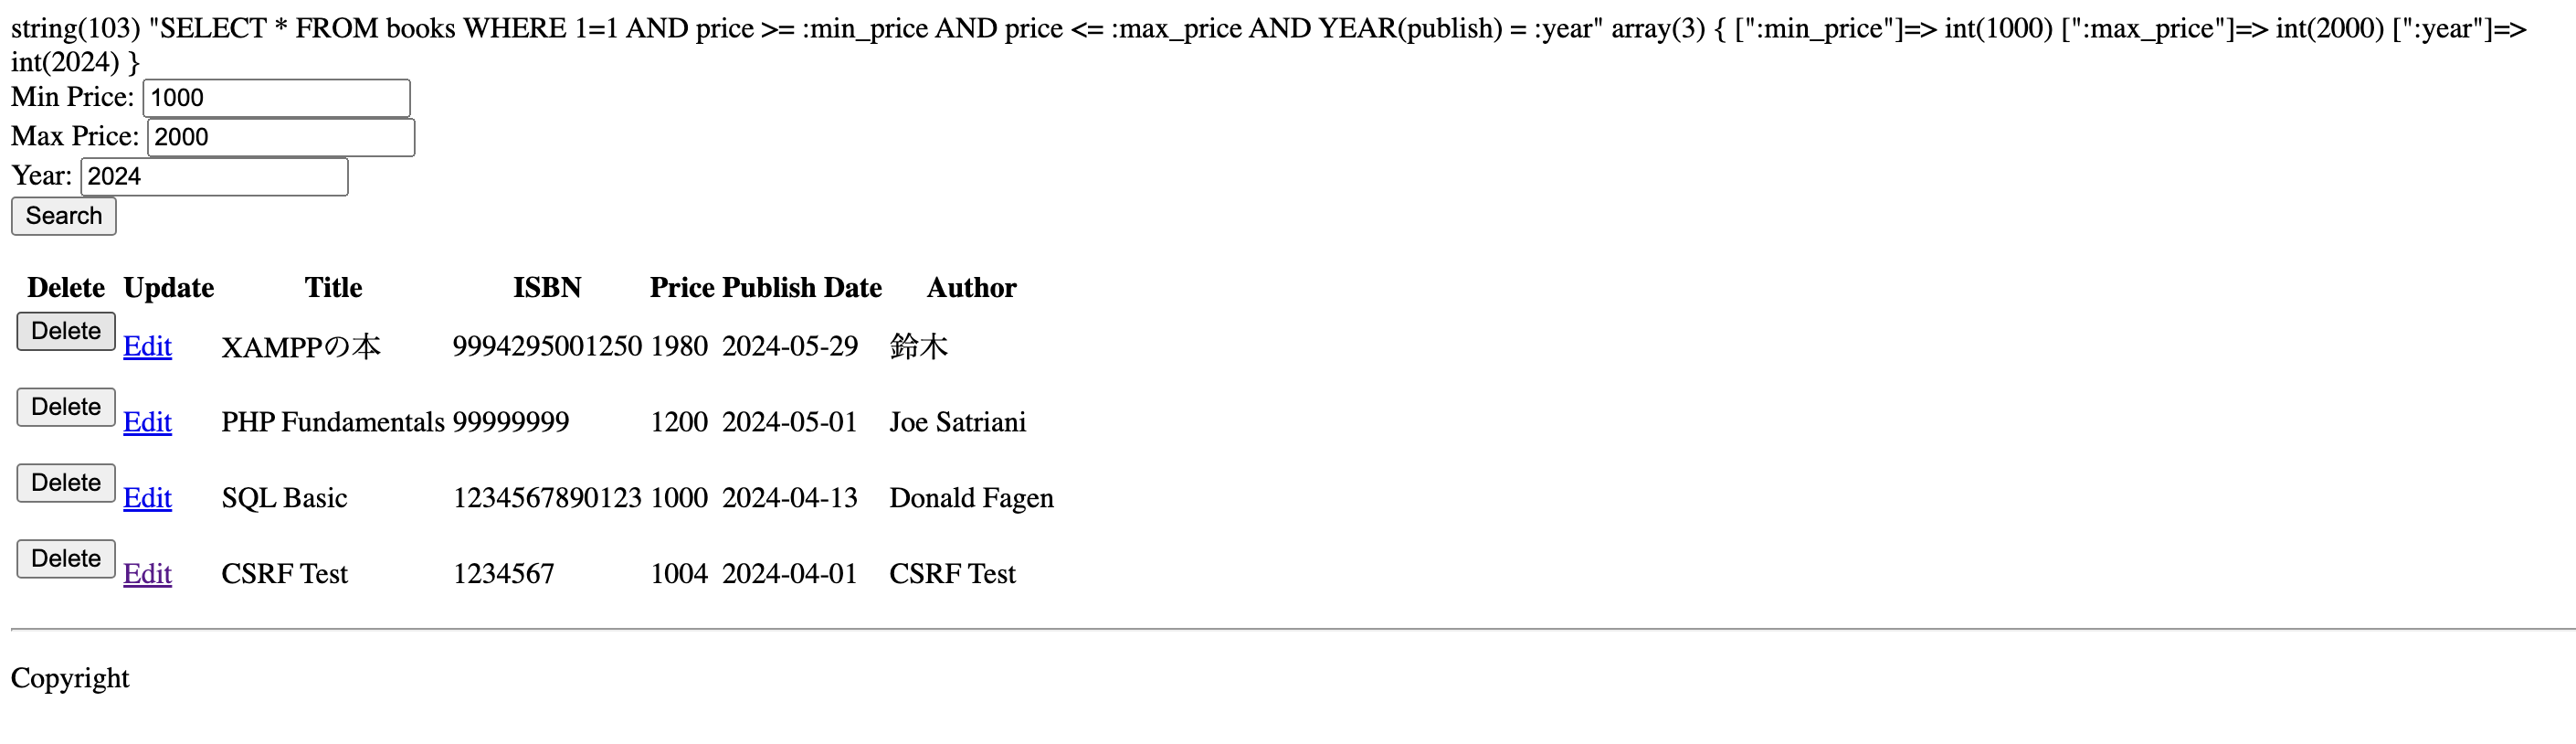 string(103) "SELECT * FROM books WHERE 1=1 AND price >= :min_price AND price <= :max_price AND YEAR(publish) = :year" array(3) { [":min_price"]=> int(1000) [":max_price"]=> int(2000) [":year"]=>
int(2024) }
Min Price: 1000
Max Price: 2000
Year: 2024
Search
Delete Update Title ISBN Price Publish Date Author
Delete Edit XAMPPの本 9994295001250 1980 2024-05-29 鈴木
Delete Edit PHP Fundamentals 99999999 1200 2024-05-01 Joe Satriani
Delete Edit SQL Basic 1234567890123 1000 2024-04-13 Donald Fagen
Delete Edit CSRF Test 1234567 1004 2024-04-01 CSRF Test
Copyright